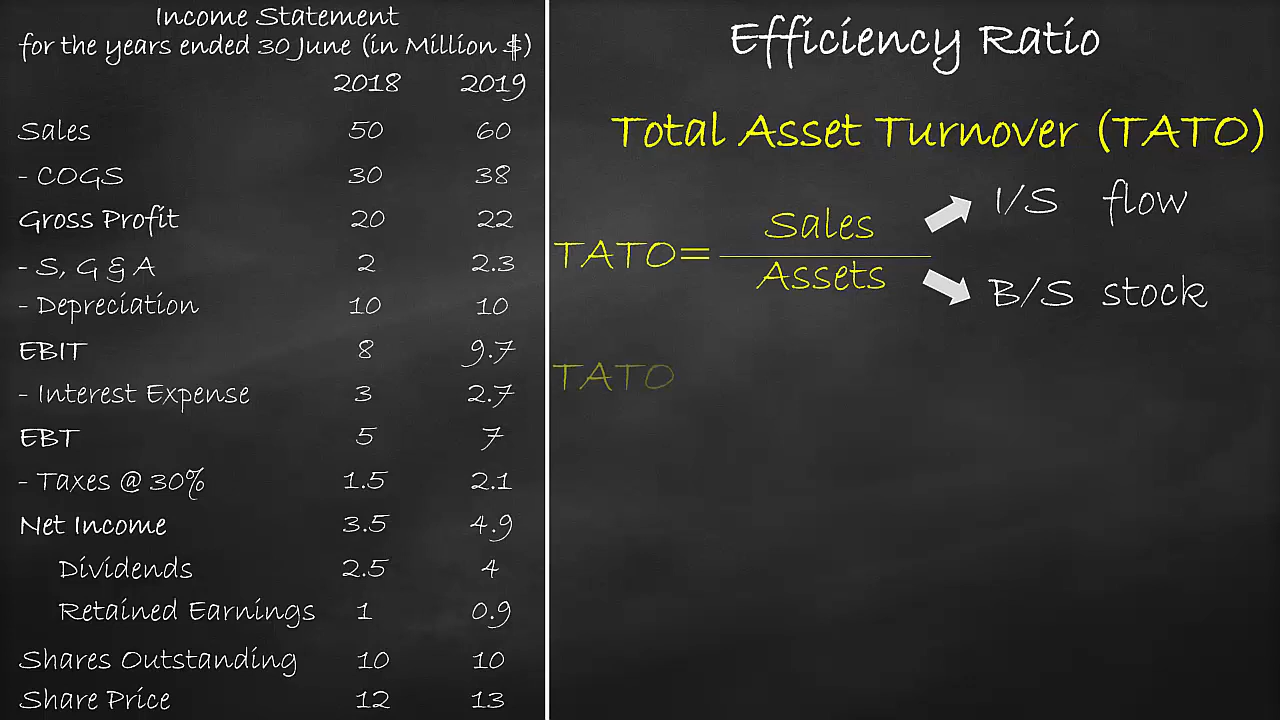 Income Statement
for the years ended 30 June (in Million $)
2018 2019
Sales 50 60
- COGS 30 38
Gross Profit 20 22
- S, G & A 2 2.3
- Depreciation 10 10
EBIT 8 9.7
- Interest Expense 3 2.7
EBT 5 7
- Taxes @ 30% 1.5 2.1
Net Income 3.5 4.9
Dividends 2.5 4
Retained Earnings 1 0.9
Shares Outstanding 10 10
Share Price 12 13
Efficiency Ratio
Total Asset Turnover (TATO)
I/S flow
Sales
TATO=
Assets
B/S stock
TATO